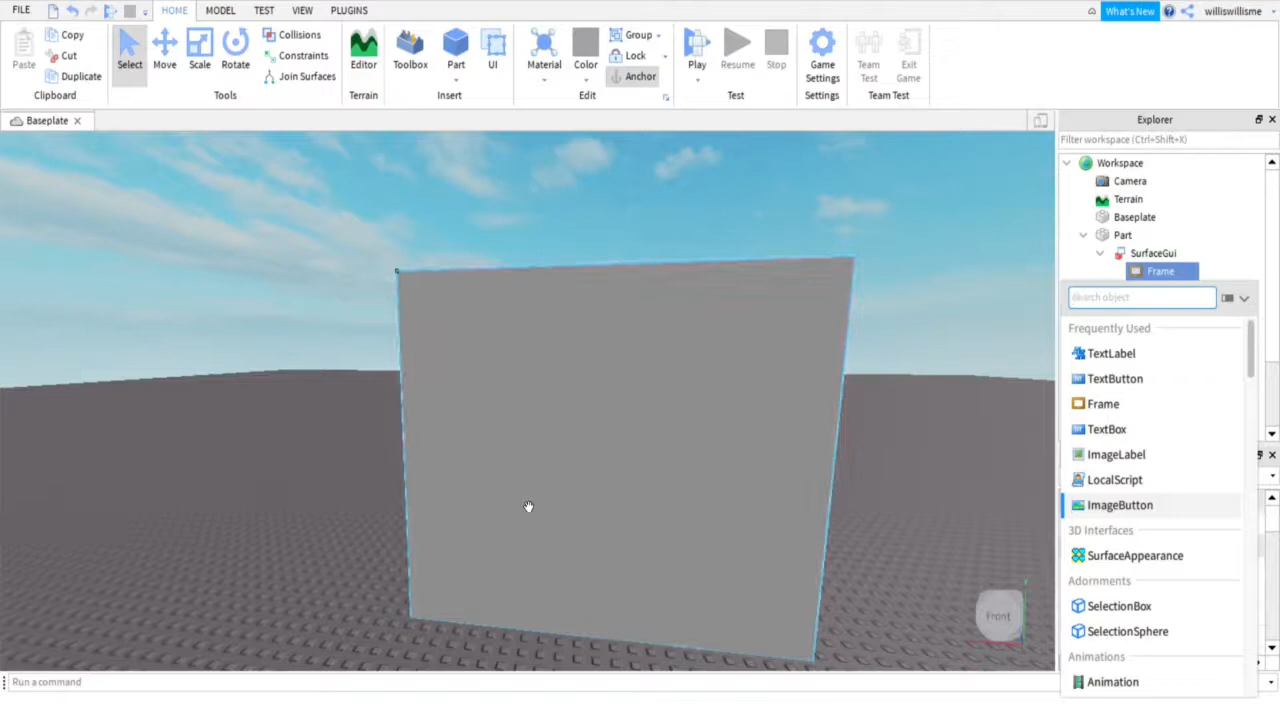 FILE HOME MODEL TEST VIEW PLUGINS What's New williswillisme
Paste Copy Cut Duplicate
Clipboard
Select Move Scale Rotate Collisions Constraints Join Surfaces
Tools
Editor
Terrain
Toolbox Part UI
Insert
Material Color Group Lock Anchor
Edit
Play Resume Stop
Test
Game Settings
Settings
Team Test Exit Game
Team Test
Baseplate
Explorer
Filter workspace (Ctrl+Shift+X)
Workspace
Camera
Terrain
Baseplate
Part
SurfaceGui
Frame
Search object
Frequently Used
TextLabel
TextButton
Frame
TextBox
ImageLabel
LocalScript
ImageButton
3D Interfaces
SurfaceAppearance
Adornments
SelectionBox
SelectionSphere
Animations
Animation
Front
Run a command